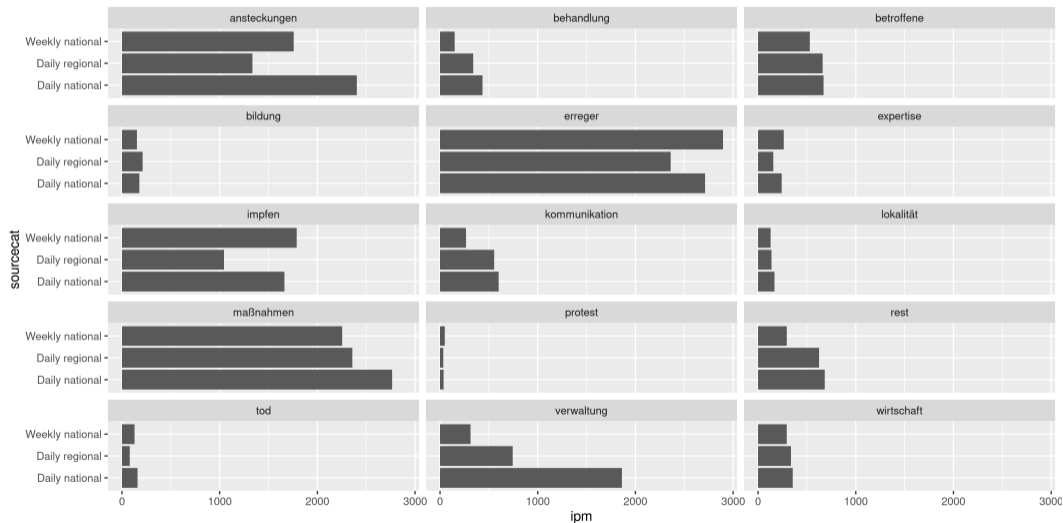 ansteckungen
behandlung
betroffene
Weekly national
Daily regional
Daily national
bildung
erreger
expertise
Weekly national
Daily regional
Daily national
impfen
kommunikation
lokalität
Weekly national
Daily regional
Daily national
maßnahmen
protest
rest
Weekly national
Daily regional
Daily national
tod
verwaltung
wirtschaft
Weekly national
Daily regional
Daily national
0 1000 2000 3000 0 1000 2000 3000 0 1000 2000 3000
ipm
sourcecat